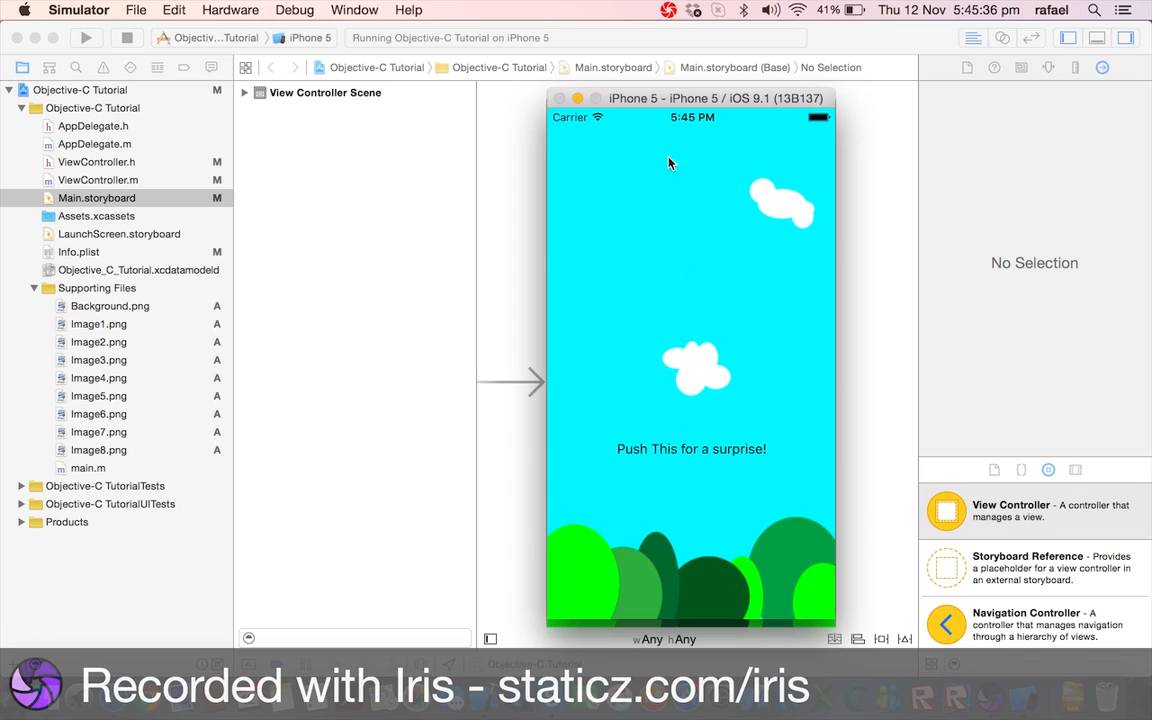 Simulator File Edit Hardware Debug Window Help 41% Thu 12 Nov 5:45:36 pm rafael
Objectiv...Tutorial iPhone 5 Running Objective-C Tutorial on iPhone 5
Objective-C Tutorial Objective-C Tutorial Main.storyboard Main.storyboard (Base) No Selection
Objective-C Tutorial M
Objective-C Tutorial
AppDelegate.h
AppDelegate.m
ViewController.h M
ViewController.m M
Main.storyboard M
Assets.xcassets
LaunchScreen.storyboard
Info.plist M
Objective_C_Tutorial.xcdatamodeld
Supporting Files
Background.png A
Image1.png A
Image2.png A
Image3.png A
Image4.png A
Image5.png A
Image6.png A
Image7.png A
Image8.png A
main.m
Objective-C TutorialTests
Objective-C TutorialUITests
Products
View Controller Scene
iPhone 5 - iPhone 5 / iOS 9.1 (13B137)
Carrier 5:45 PM
Push This for a surprise!
wAny hAny
Objective-C Tutorial
No Selection
View Controller - A controller that
manages a view.
Storyboard Reference - Provides
a placeholder for a view controller in
an external storyboard.
Navigation Controller - A
controller that manages navigation
through a hierarchy of views.
Recorded with Iris - staticz.com/iris